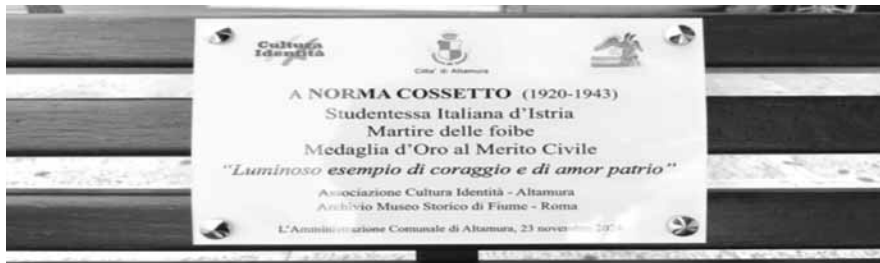 Cultura
Identità
Città di Altamura
A NORMA COSSETTO (1920-1943)
Studentessa Italiana d'Istria
Martire delle foibe
Medaglia d'Oro al Merito Civile
"Luminoso esempio di coraggio e di amor patrio"
Associazione Cultura Identità - Altamura
Archivio Museo Storico di Fiume - Roma
L'Amministrazione Comunale di Altamura, 23 novembre